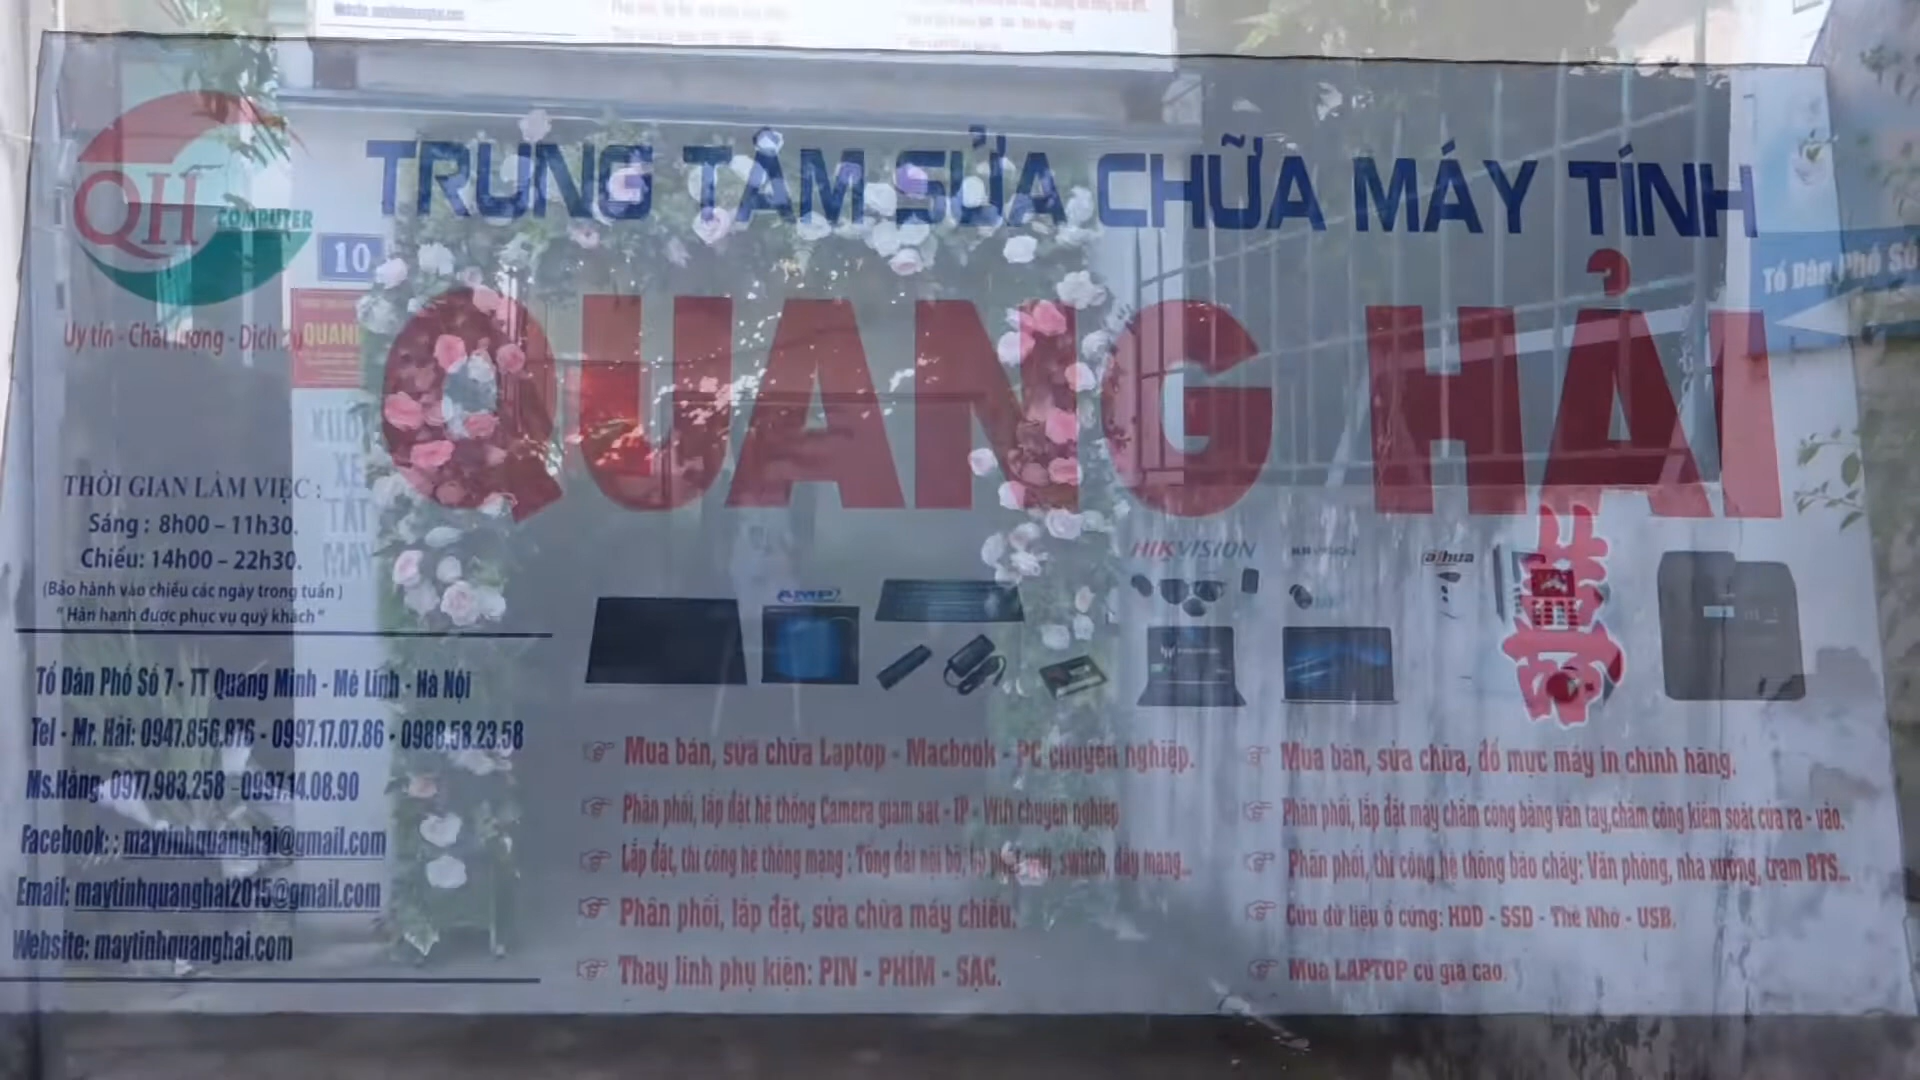 TRUNG TÂM SỬA CHỮA MÁY TÍNH
QUANG HẢI
QH
COMPUTER
Uy tín - Chất lượng - Dịch vụ
10
QUANH
XUỐNG
XE
TẮT
MÁY
Tổ Dân Phố Số
THỜI GIAN LÀM VIỆC :
Sáng : 8h00 – 11h30.
Chiều: 14h00 – 22h30.
(Bảo hành vào chiều các ngày trong tuần )
“ Hân hạnh được phục vụ quý khách “
Tổ Dân Phố Số 7 - TT Quang Minh - Mê Linh - Hà Nội
Tel - Mr. Hải: 0947.856.876 - 0997.17.07.86 - 0988.58.23.58
Ms.Hằng: 0977.983.258 - 0997.14.08.90
Facebook: : maytinhquanghai@gmail.com
Email: maytinhquanghai2015@gmail.com
Website: maytinhquanghai.com
HIKVISION
alhua
囍
Mua bán, sửa chữa Laptop - Macbook - PC chuyên nghiệp.
Phân phối, lắp đặt hệ thống Camera giám sát - IP - Wifi chuyên nghiệp
Lắp đặt, thi công hệ thống mạng : Tổng đài nội bộ, bộ phát wifi, switch, dây mạng...
Phân phối, lắp đặt, sửa chữa máy chiếu.
Thay linh phụ kiện: PIN - PHÍM - SẠC.
Mua bán, sửa chữa, đổ mực máy in chính hãng.
Phân phối, lắp đặt máy chấm công bằng vân tay,chấm công kiểm soát cửa ra - vào.
Phân phối, thi công hệ thống báo cháy: Văn phòng, nhà xưởng, trạm BTS...
Cứu dữ liệu ổ cứng: HDD - SSD - Thẻ Nhớ - USB.
Mua LAPTOP cũ giá cao.